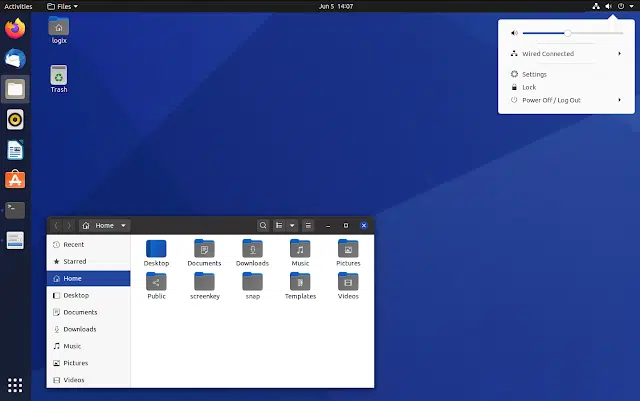 Activities
Files
Jun 5 14:07
logix
Trash
Wired Connected
Settings
Lock
Power Off / Log Out
Home
Recent
Starred
Home
Desktop
Documents
Downloads
Music
Pictures
Videos
Desktop
Documents
Downloads
Music
Pictures
Public
screenkey
snap
Templates
Videos